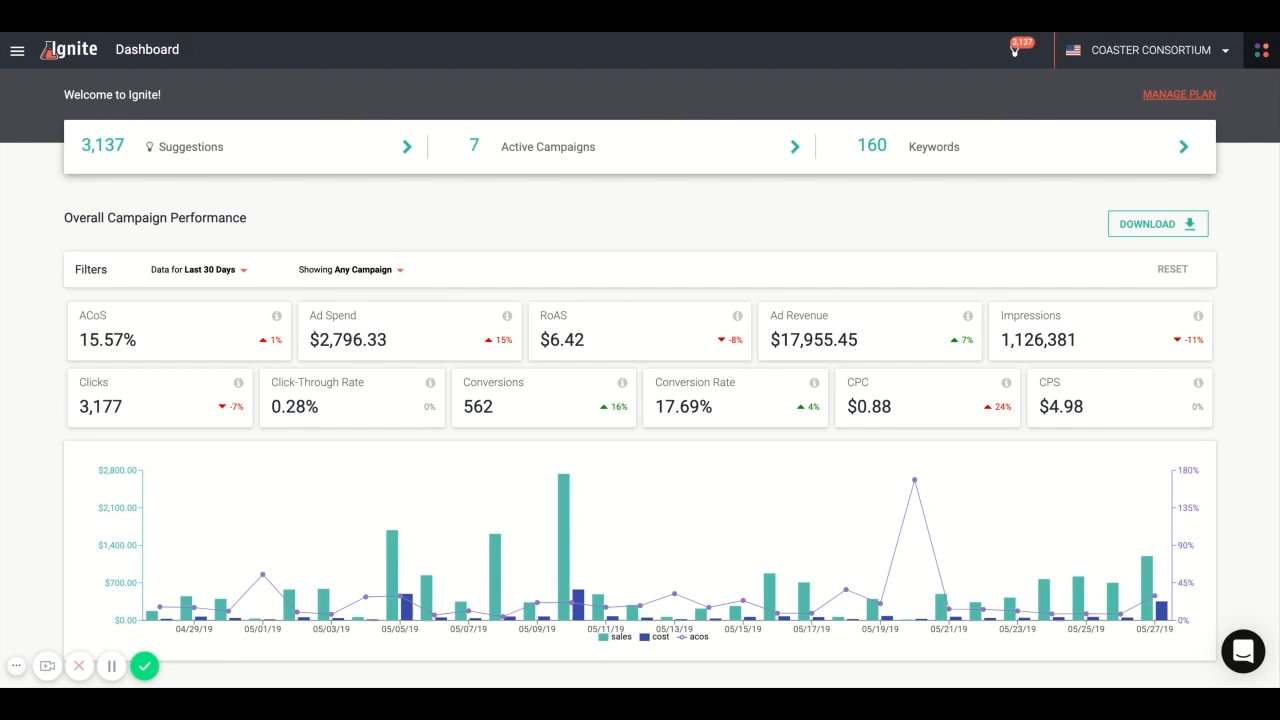 Ignite Dashboard 3,137 COASTER CONSORTIUM
Welcome to Ignite! MANAGE PLAN
3,137 Suggestions 7 Active Campaigns 160 Keywords
Overall Campaign Performance
DOWNLOAD
Filters Data for Last 30 Days Showing Any Campaign RESET
ACoS Ad Spend RoAS Ad Revenue Impressions
15.57% 1% $2,796.33 15% $6.42 -8% $17,955.45 7% 1,126,381 -11%
Clicks Click-Through Rate Conversions Conversion Rate CPC CPS
3,177 -7% 0.28% 0% 562 16% 17.69% 4% $0.88 24% $4.98 0%
$2,800.00 180%
$2,100.00 135%
$1,400.00 90%
$700.00 45%
$0.00 0%
04/29/19 05/01/19 05/03/19 05/05/19 05/07/19 05/09/19 05/11/19 05/13/19 05/15/19 05/17/19 05/19/19 05/21/19 05/23/19 05/25/19 05/27/19
sales cost acos